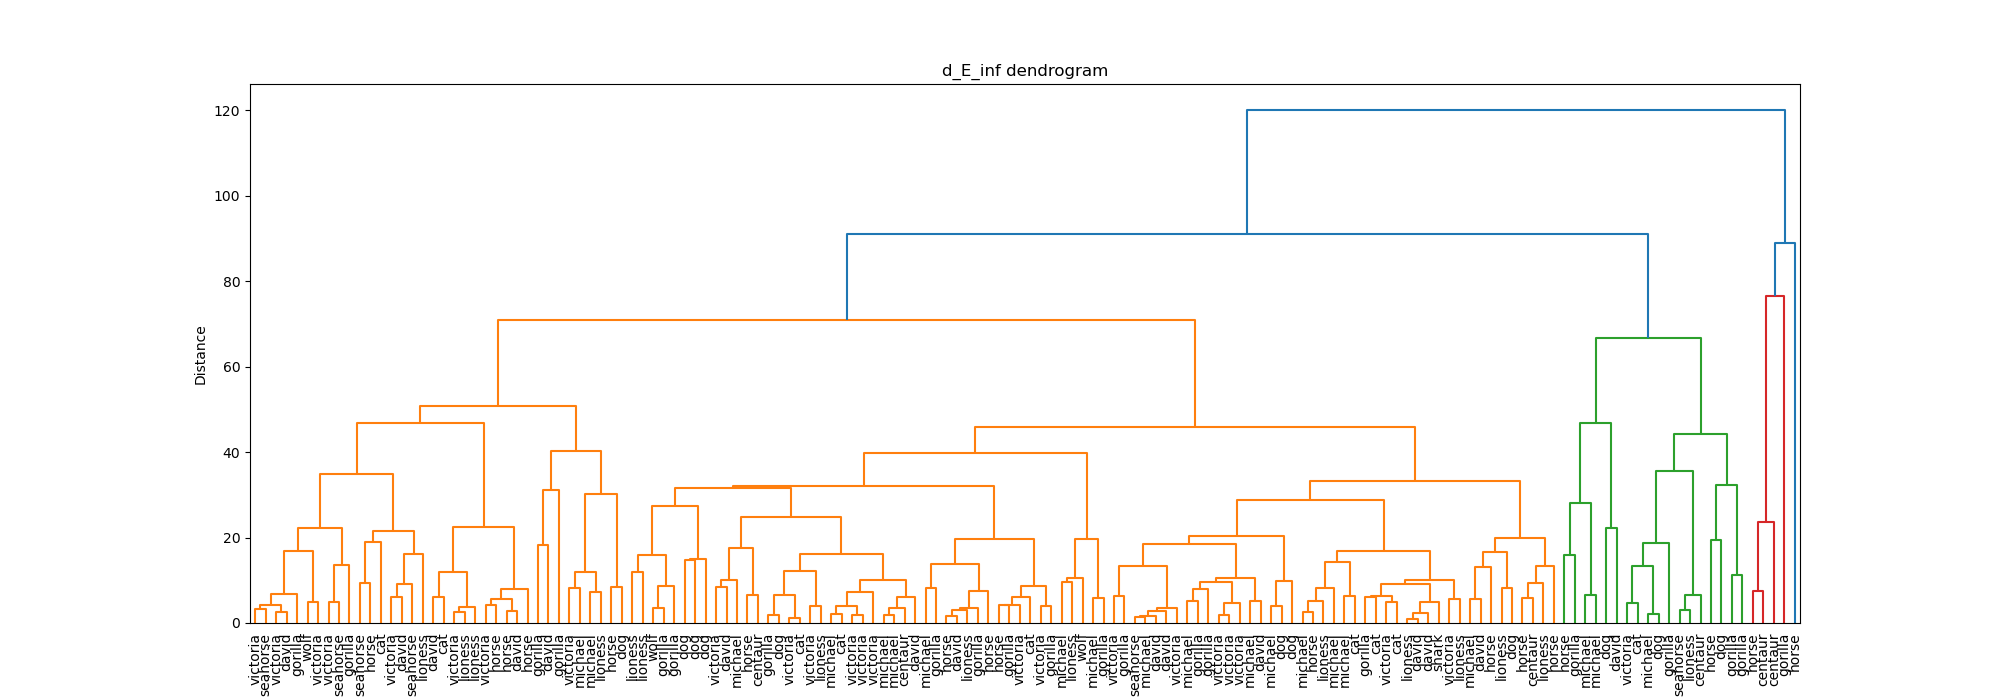 d_E_inf dendrogram
120
100
80
60
40
20
0
Distance
victoria seahorse victoria david gorilla wolf victoria victoria seahorse gorilla seahorse horse cat victoria david seahorse lioness david cat victoria lioness lioness victoria horse horse david horse gorilla david gorilla victoria michael michael lioness horse dog lioness lioness wolf gorilla gorilla dog dog dog victoria david michael horse centaur gorilla dog victoria cat victoria lioness michael cat victoria victoria victoria michael michael centaur david michael gorilla horse david lioness gorilla horse horse gorilla victoria cat victoria gorilla michael lioness wolf michael gorilla victoria gorilla seahorse michael david david victoria michael gorilla gorilla victoria victoria victoria michael david michael dog dog michael horse lioness michael michael cat gorilla cat victoria cat lioness david david shark victoria lioness michael david horse lioness dog horse centaur lioness horse horse gorilla michael michael dog david victoria cat michael dog gorilla seahorse lioness centaur horse dog gorilla gorilla horse centaur centaur gorilla horse